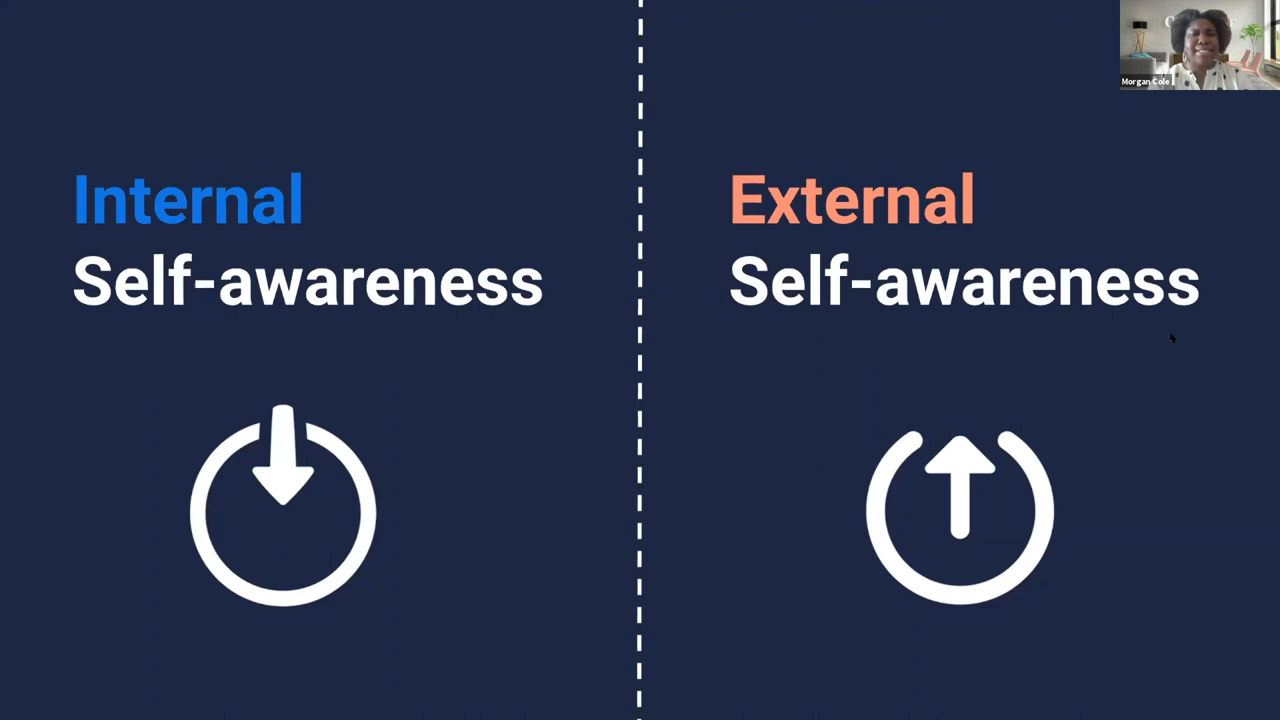 Internal
Self-awareness
External
Self-awareness
Morgan Cole